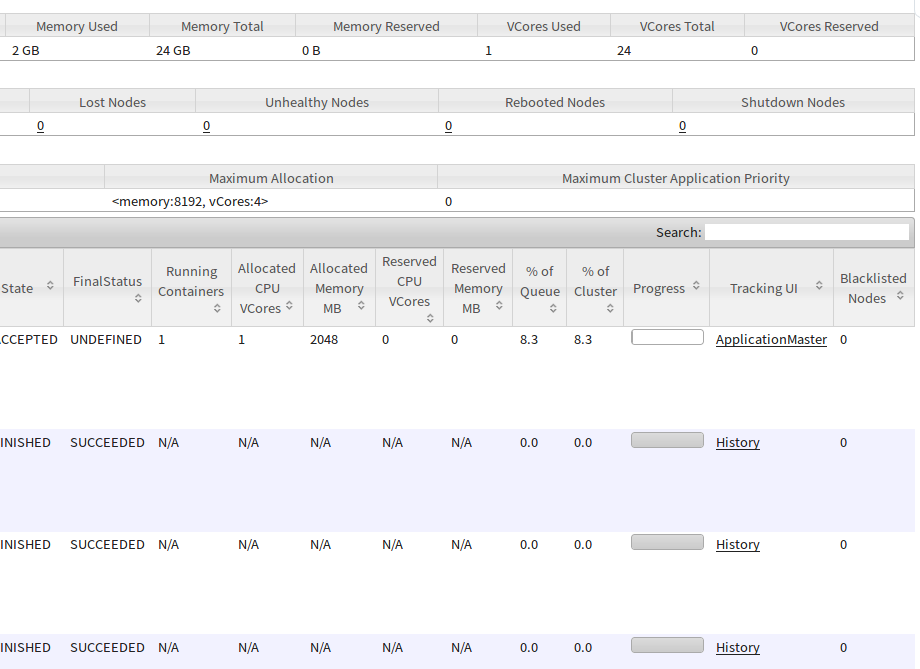 Memory Used Memory Total Memory Reserved VCores Used VCores Total VCores Reserved
2 GB 24 GB 0 B 1 24 0
Lost Nodes Unhealthy Nodes Rebooted Nodes Shutdown Nodes
0 0 0 0
Maximum Allocation Maximum Cluster Application Priority
<memory:8192, vCores:4> 0
Search:
State FinalStatus Running Containers Allocated CPU VCores Allocated Memory MB Reserved CPU VCores Reserved Memory MB % of Queue % of Cluster Progress Tracking UI Blacklisted Nodes
CCEPTED UNDEFINED 1 1 2048 0 0 8.3 8.3 ApplicationMaster 0
INISHED SUCCEEDED N/A N/A N/A N/A N/A 0.0 0.0 History 0
INISHED SUCCEEDED N/A N/A N/A N/A N/A 0.0 0.0 History 0
INISHED SUCCEEDED N/A N/A N/A N/A N/A 0.0 0.0 History 0